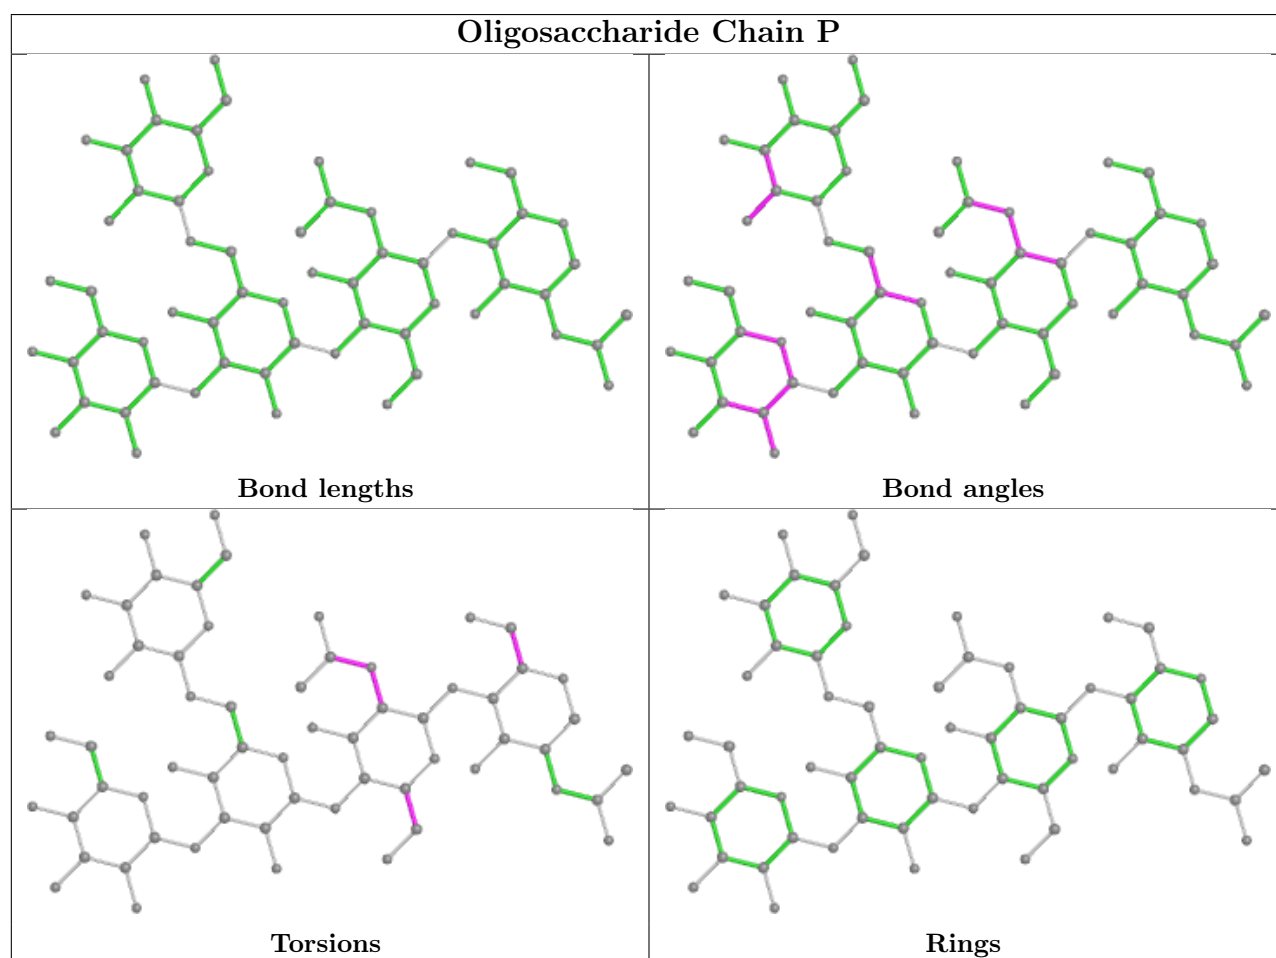 Oligosaccharide Chain P
Bond lengths
Bond angles
Torsions
Rings